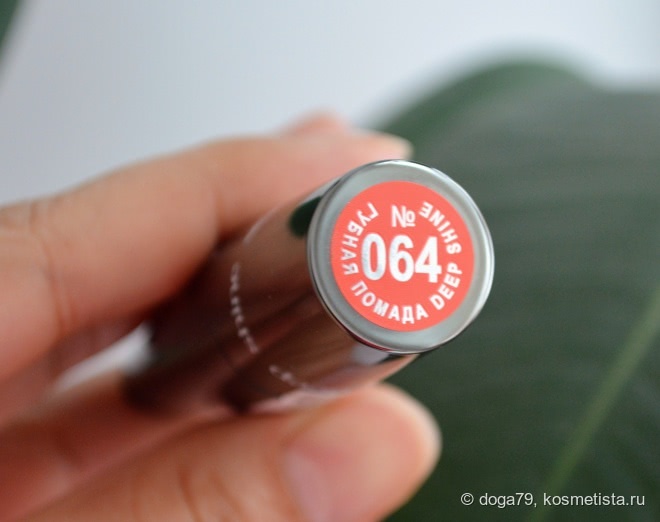 №
064
ГУБНАЯ ПОМАДА DEEP SHINE
© doga79, kosmetista.ru